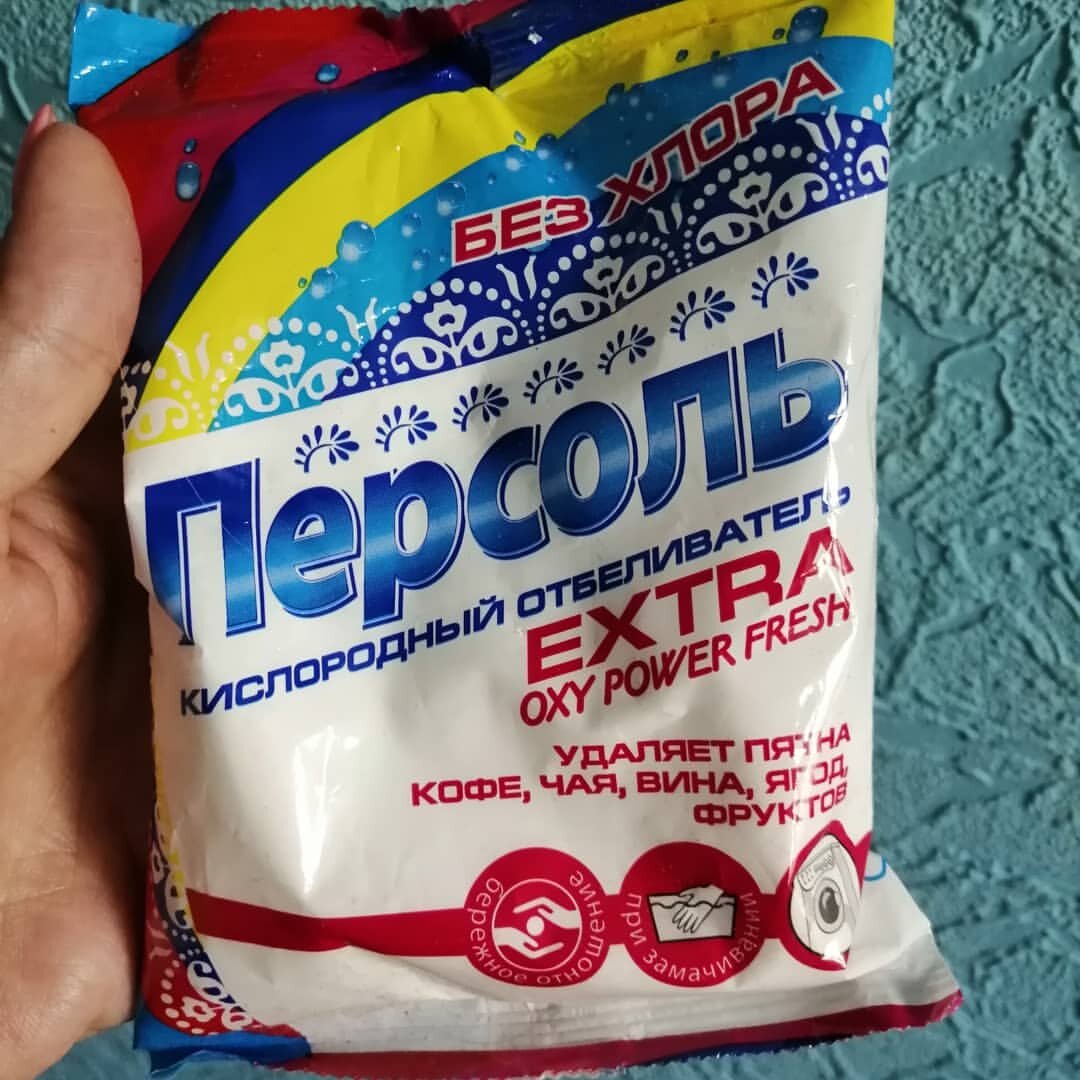 БЕЗ ХЛОРА
Персоль
КИСЛОРОДНЫЙ ОТБЕЛИВАТЕЛЬ
EXTRA
OXY POWER FRESH
УДАЛЯЕТ ПЯТНА
КОФЕ, ЧАЯ, ВИНА, ЯГОД,
ФРУКТОВ
бережное отношение
при замачивании